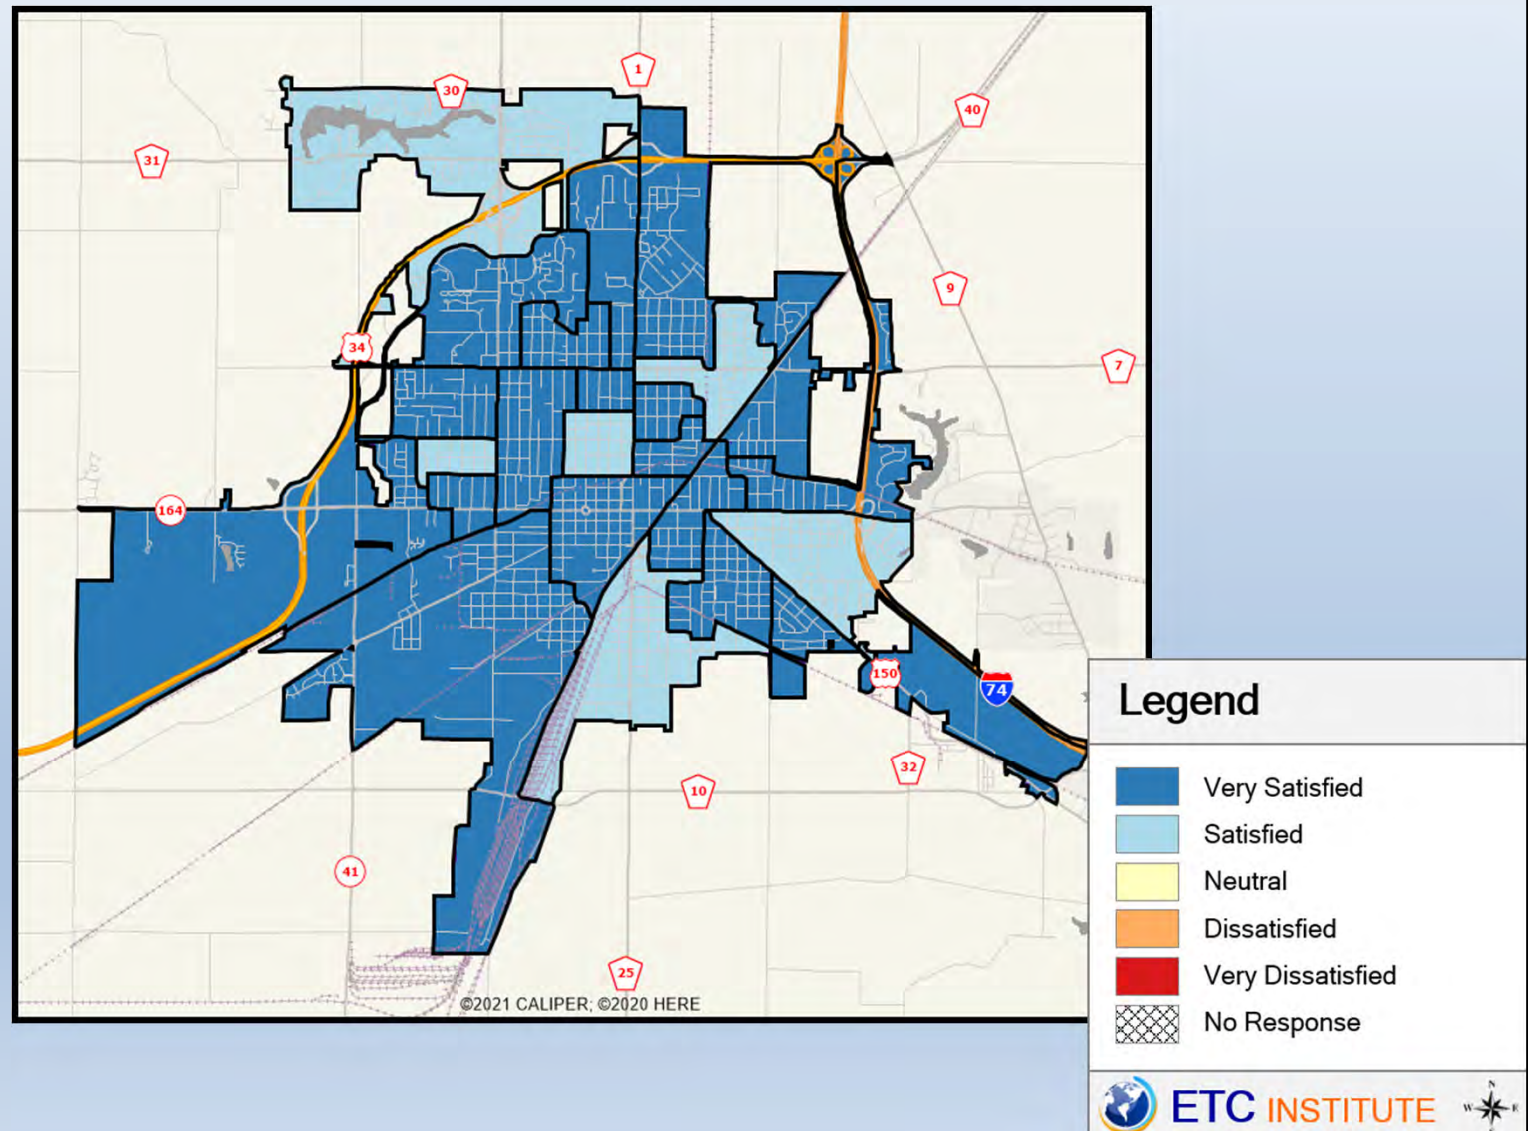 1
30
40
31
9
34
7
164
150
74
32
10
41
25
©2021 CALIPER; ©2020 HERE
Legend
Very Satisfied
Satisfied
Neutral
Dissatisfied
Very Dissatisfied
No Response
ETC INSTITUTE
N
W E
S